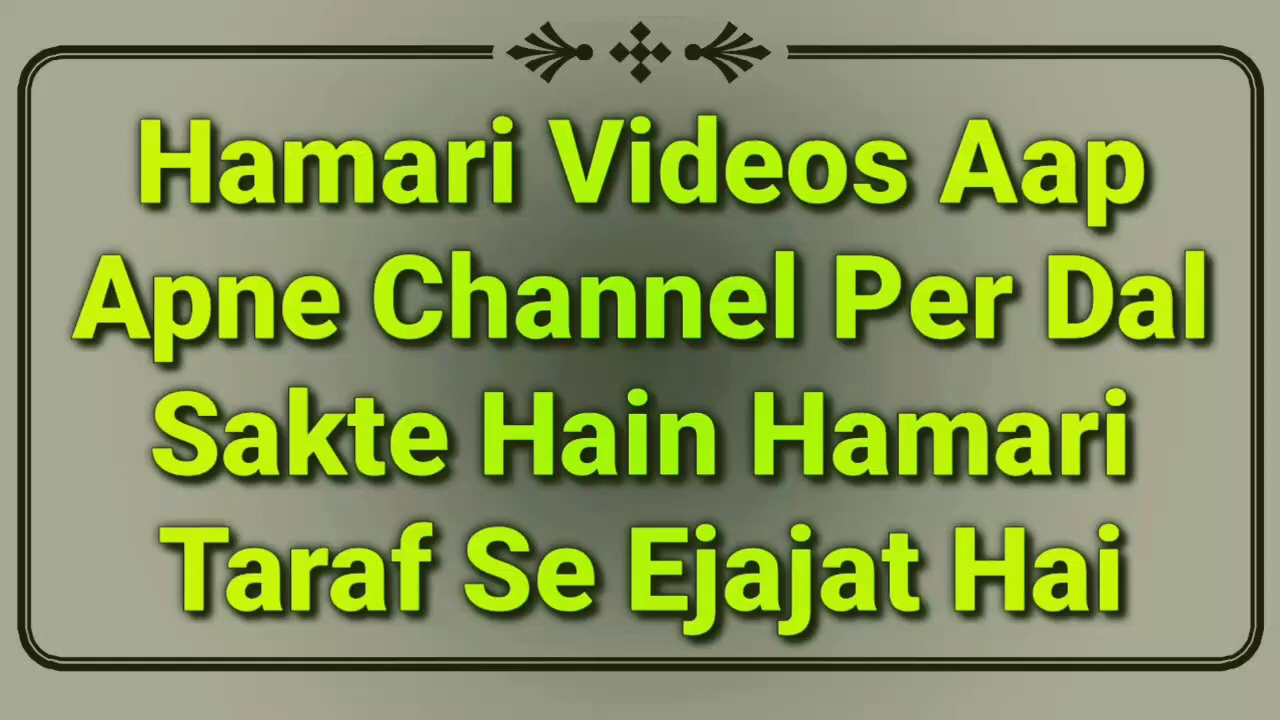 Hamari Videos Aap
Apne Channel Per Dal
Sakte Hain Hamari
Taraf Se Ejajat Hai